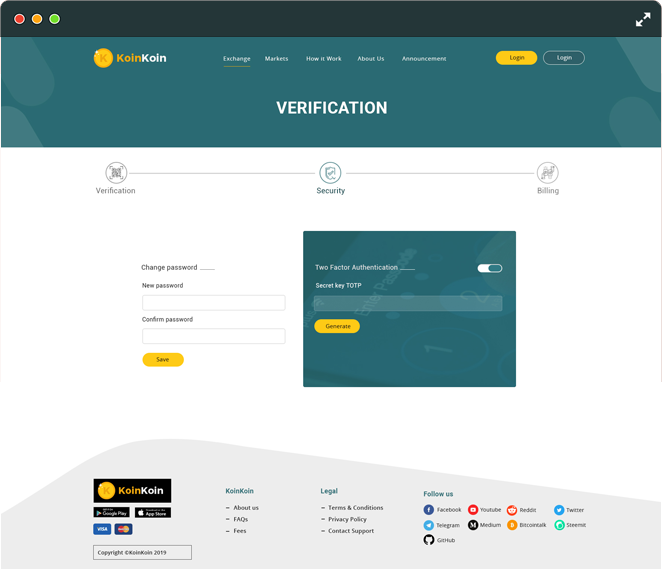 KoinKoin
Exchange Markets How it Work About Us Announcement
Login Login
VERIFICATION
Verification Security Billing
Change password
New password
Confirm password
Save
Two Factor Authentication
Secret key TOTP
Generate
KoinKoin
Google Play
App Store
VISA
Copyright ©KoinKoin 2019
KoinKoin
– About us
– FAQs
– Fees
Legal
– Terms & Conditions
– Privacy Policy
– Contact Support
Follow us
Facebook Youtube Reddit Twitter
Telegram Medium Bitcointalk Steemit
GitHub